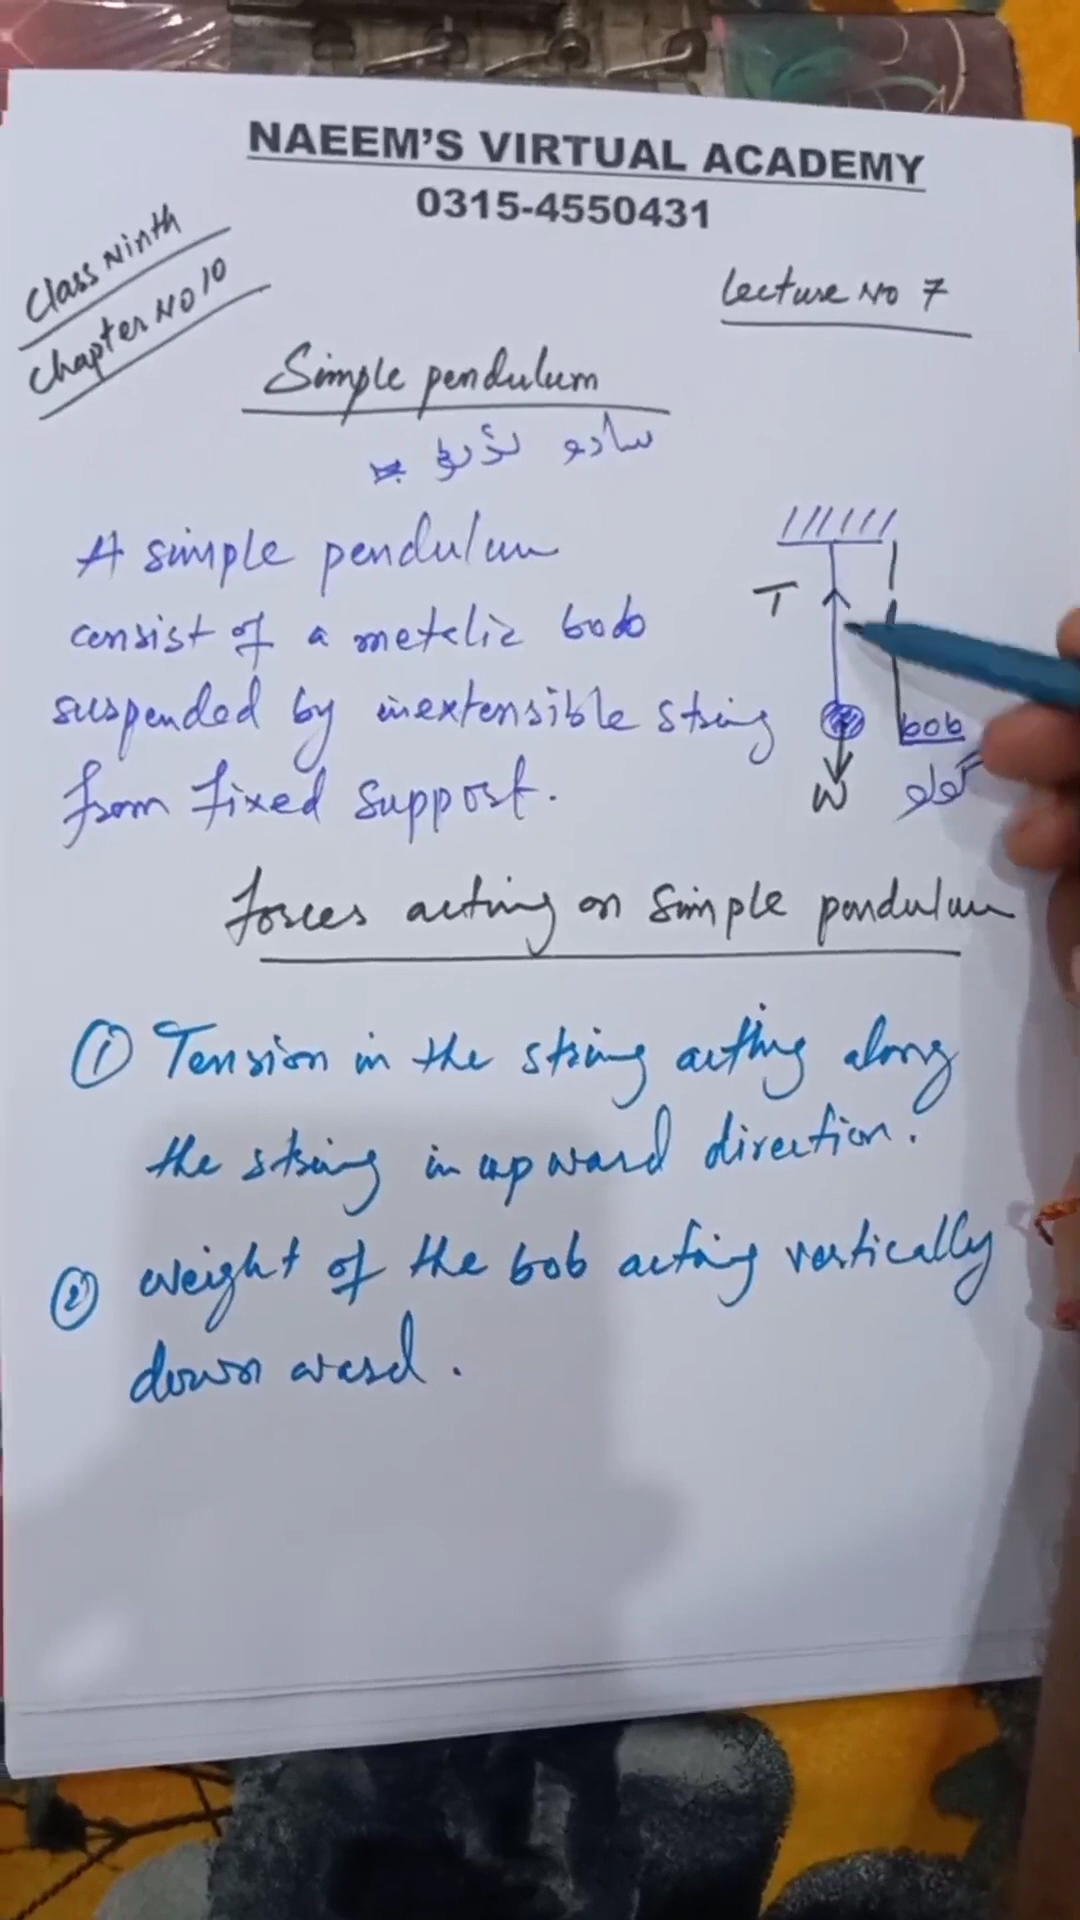 NAEEM'S VIRTUAL ACADEMY
0315-4550431
Class Ninth
Chapter NO 10
Lecture No 7
Simple pendulum
سادہ
A simple pendulum
consist of a metelic bob
suspended by inextensible string
from fixed support.
T
bob
W
گولہ
forces acting on simple pendulum
① Tension in the string acting along
the string in upward direction.
② weight of the bob acting vertically
down ward.